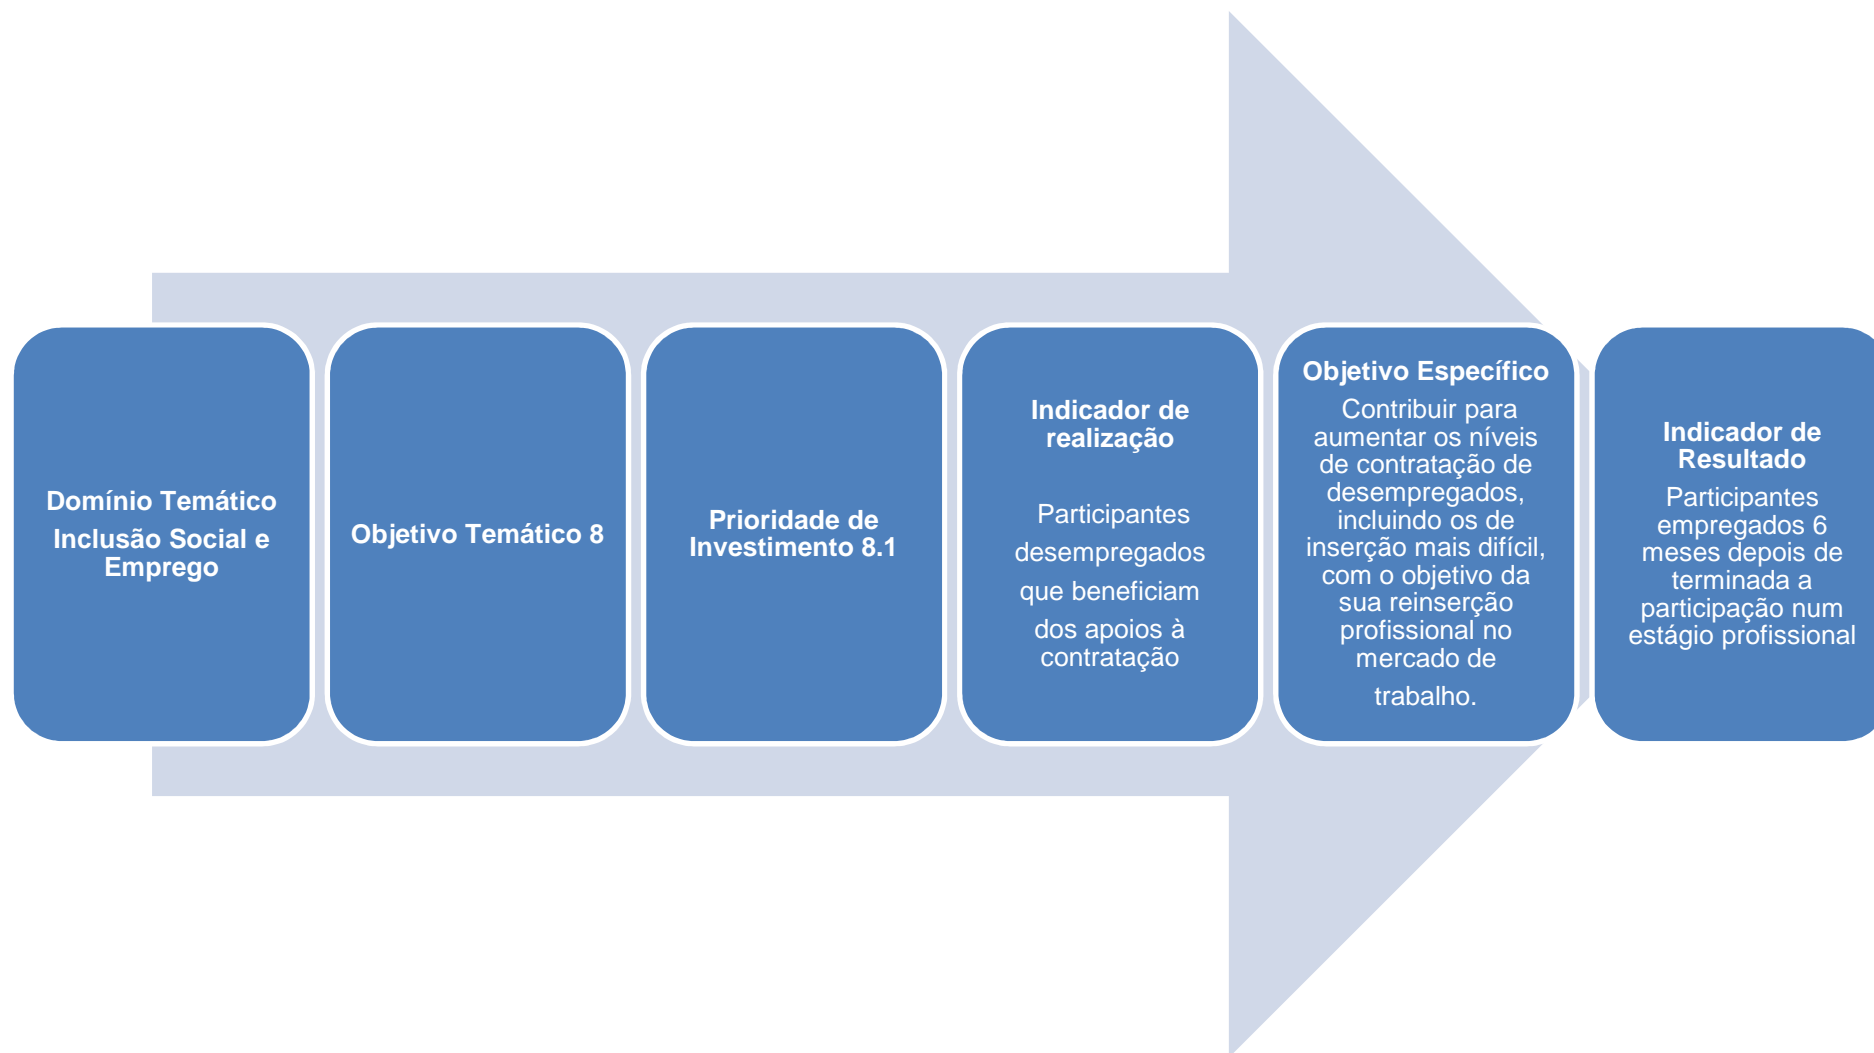 Domínio Temático
Inclusão Social e
Emprego
Objetivo Temático 8
Prioridade de
Investimento 8.1
Indicador de
realização
Participantes
desempregados
que beneficiam
dos apoios à
contratação
Objetivo Específico
Contribuir para
aumentar os níveis
de contratação de
desempregados,
incluindo os de
inserção mais difícil,
com o objetivo da
sua reinserção
profissional no
mercado de
trabalho.
Indicador de
Resultado
Participantes
empregados 6
meses depois de
terminada a
participação num
estágio profissional